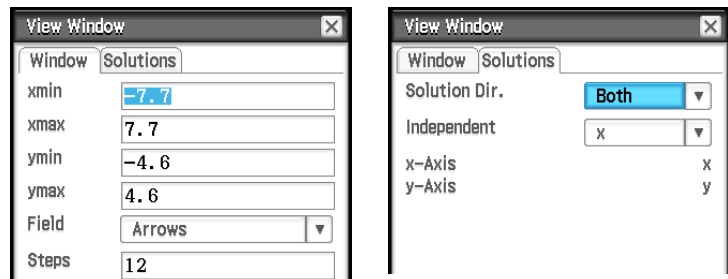 View Window
Window Solutions
xmin -7.7
xmax 7.7
ymin -4.6
ymax 4.6
Field Arrows
Steps 12
View Window
Window Solutions
Solution Dir. Both
Independent x
x-Axis x
y-Axis y